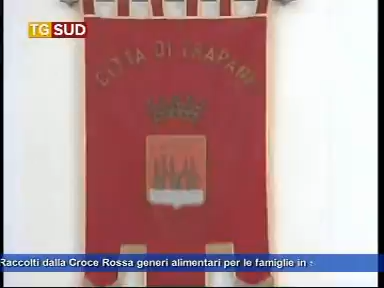 TG SUD
CITTÀ DI TRAPANI
Raccolti dalla Croce Rossa generi alimentari per le famiglie in